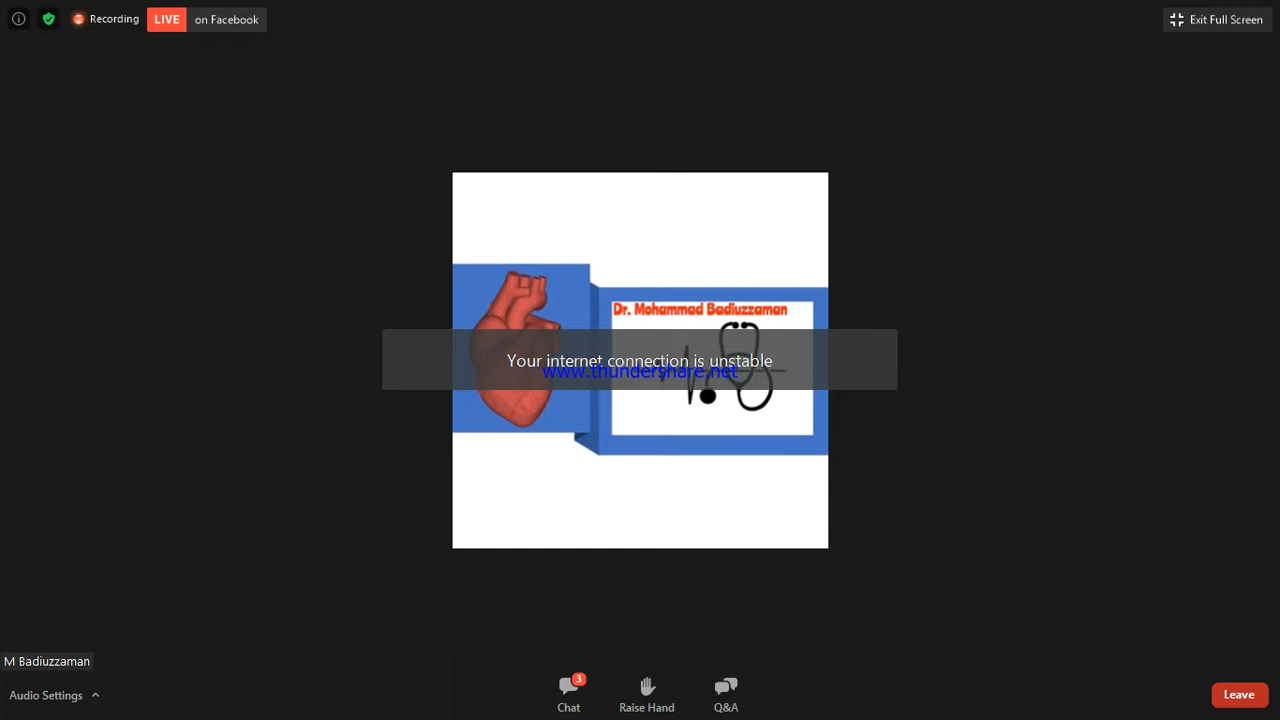 Recording
LIVE on Facebook
Exit Full Screen
Dr. Mohammad Badiuzzaman
Your internet connection is unstable
www.thundershare.net
M Badiuzzaman
Audio Settings
3
Chat
Raise Hand
Q&A
Leave